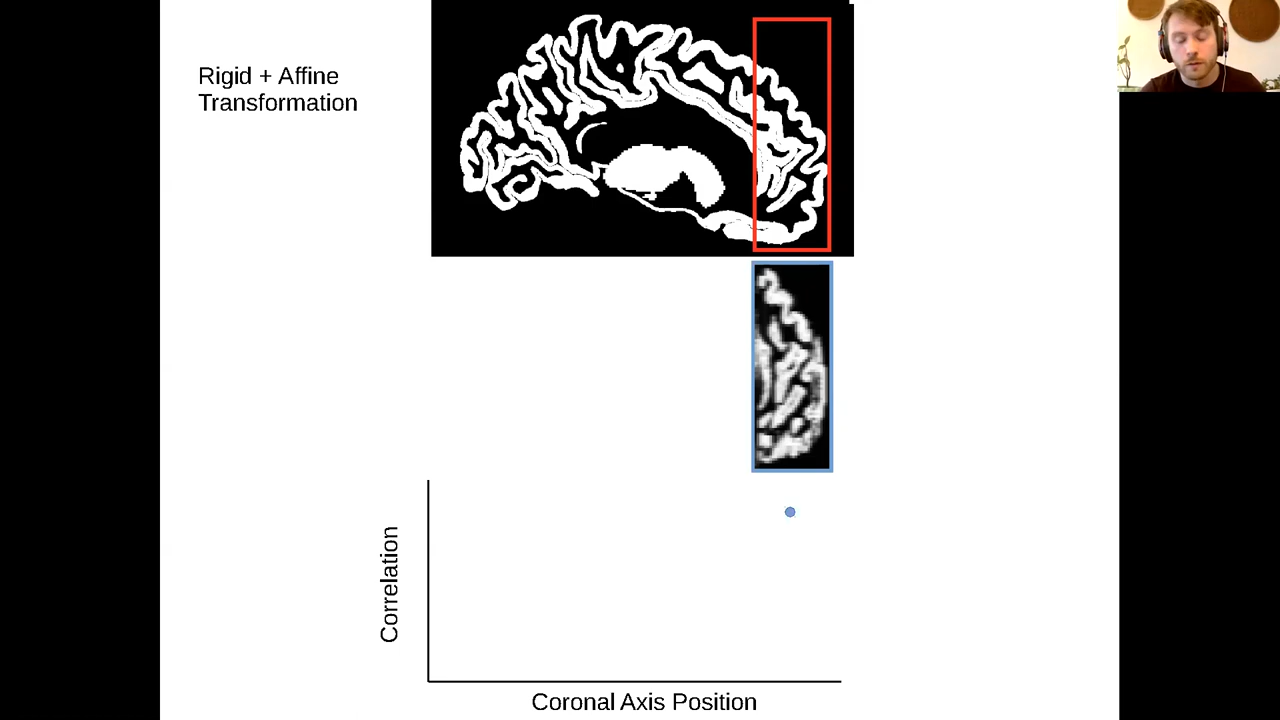 Rigid + Affine
Transformation
Correlation
Coronal Axis Position